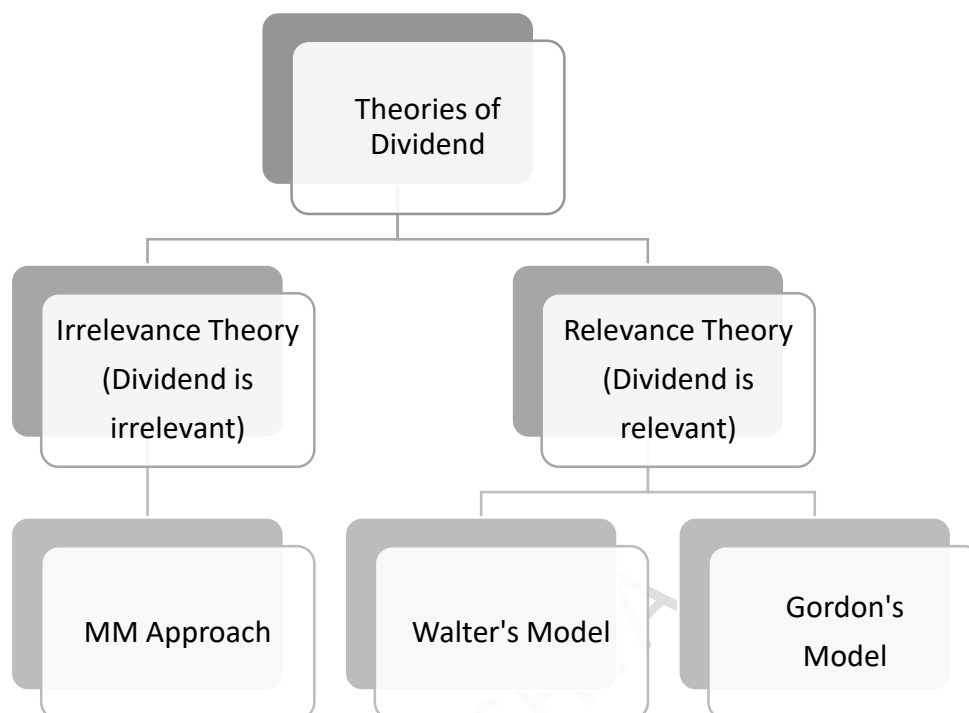 Theories of
Dividend
Irrelevance Theory
(Dividend is
irrelevant)
Relevance Theory
(Dividend is
relevant)
MM Approach
Walter's Model
Gordon's
Model